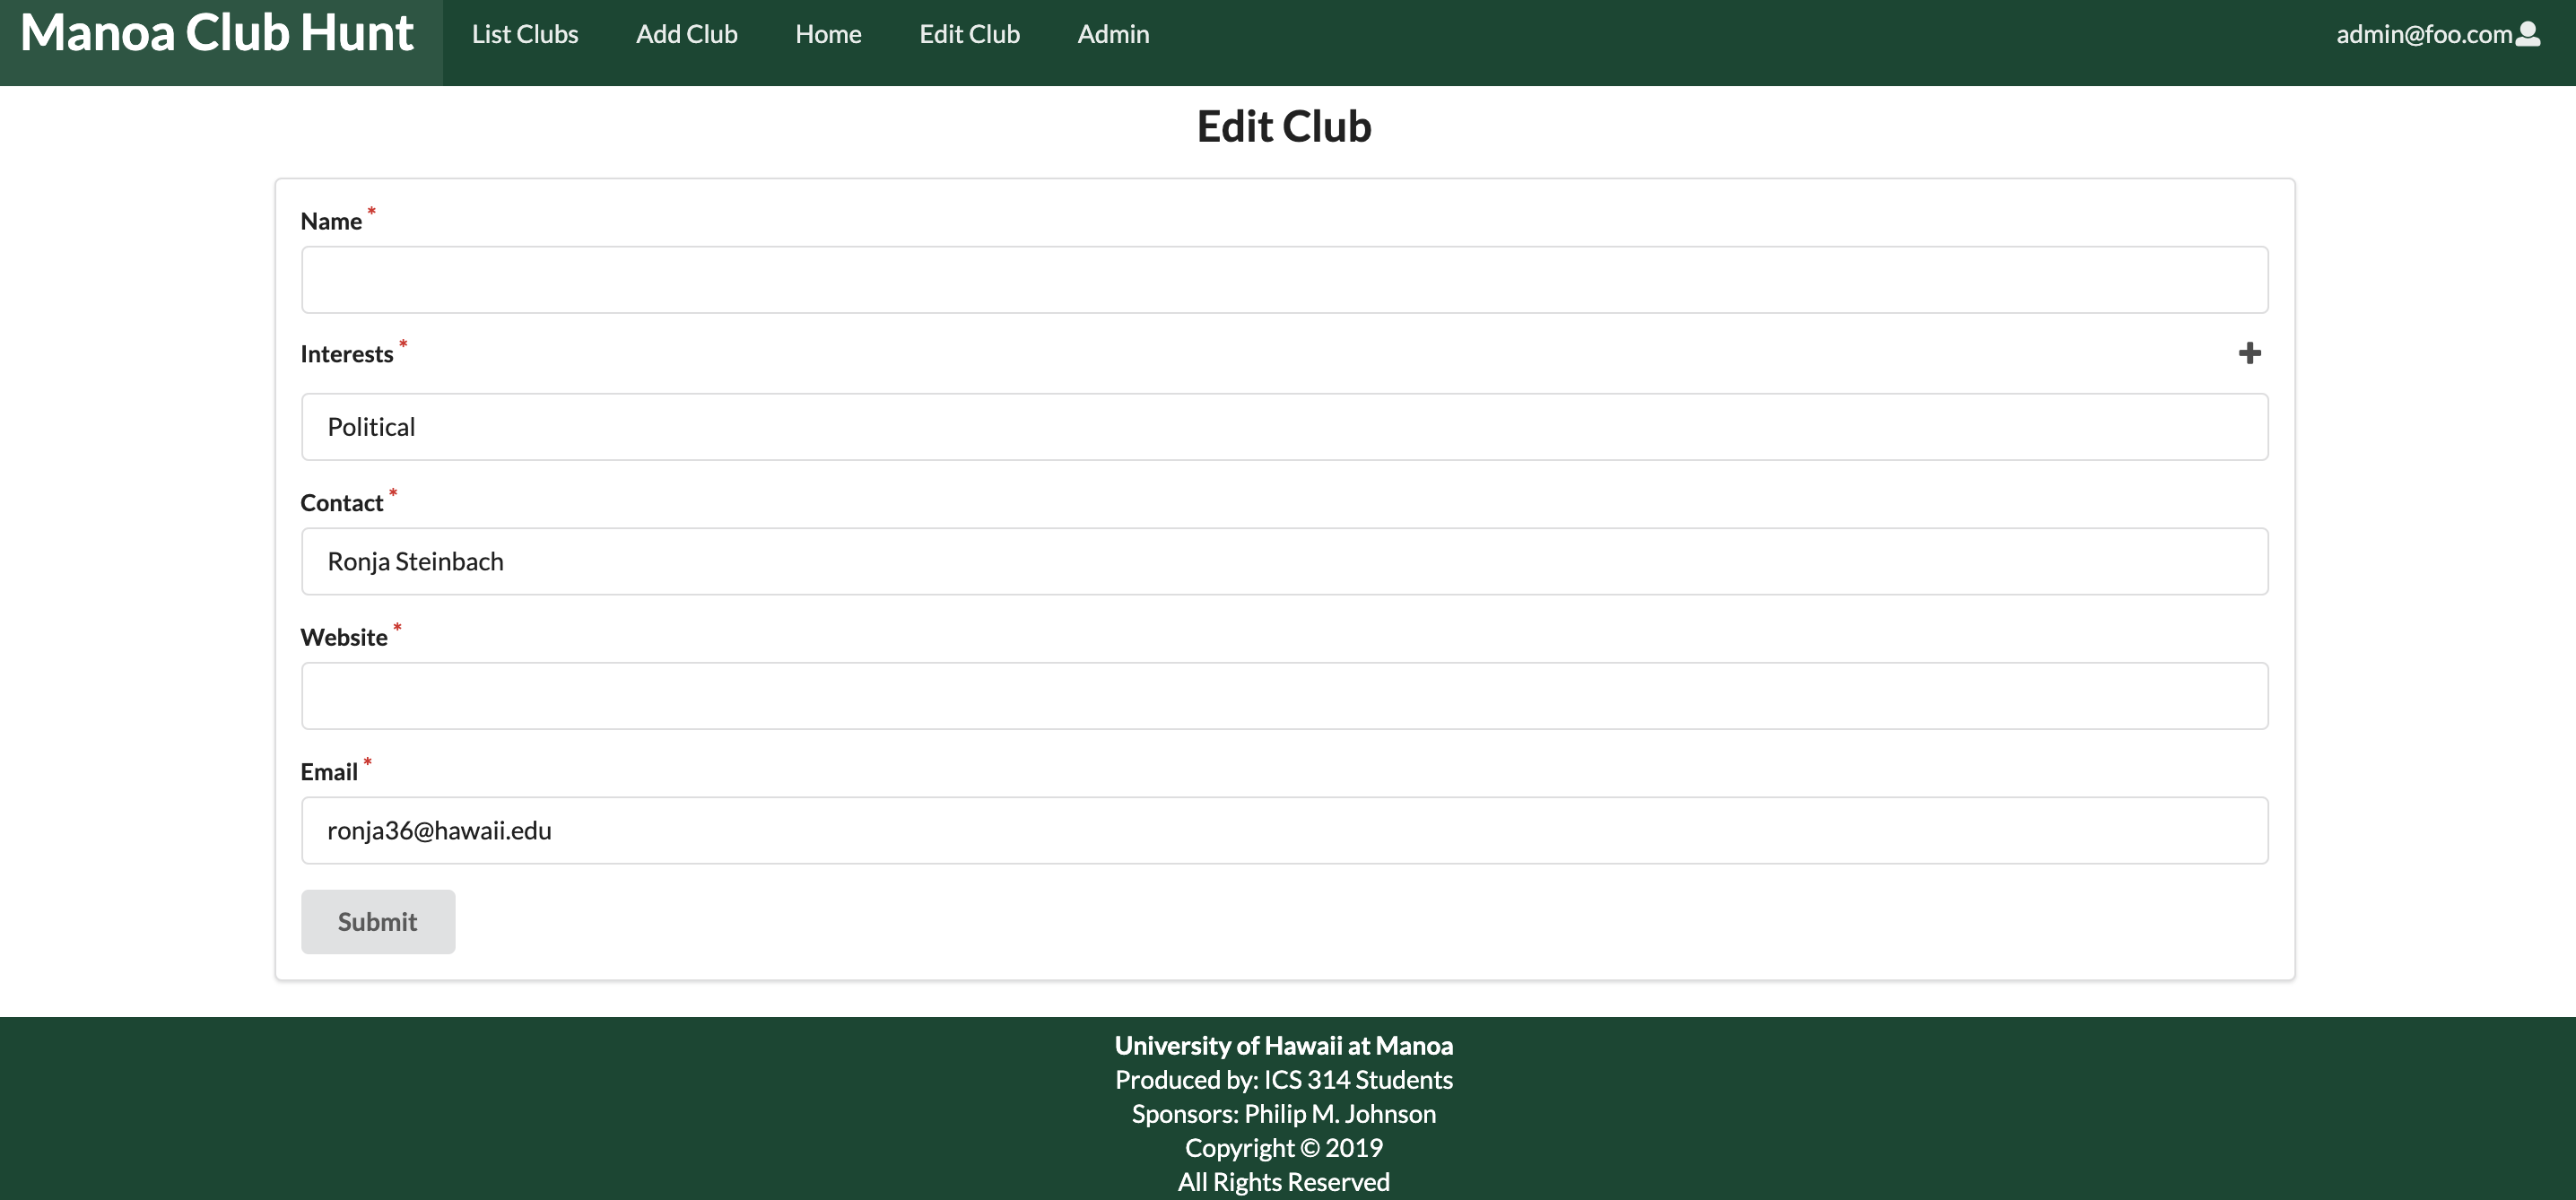 Manoa Club Hunt List Clubs Add Club Home Edit Club Admin admin@foo.com
Edit Club
Name *
Interests *
Political
Contact *
Ronja Steinbach
Website *
Email *
ronja36@hawaii.edu
Submit
University of Hawaii at Manoa
Produced by: ICS 314 Students
Sponsors: Philip M. Johnson
Copyright © 2019
All Rights Reserved